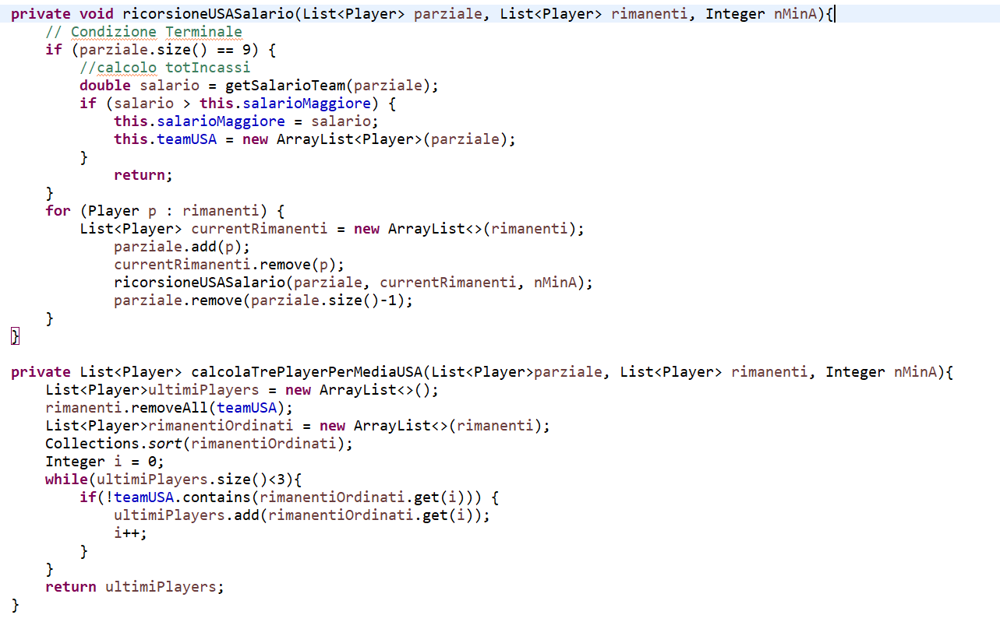 private void ricorsioneUSASalario(List<Player> parziale, List<Player> rimanenti, Integer nMinA){
    // Condizione Terminale
    if (parziale.size() == 9) {
        //calcolo totIncassi
        double salario = getSalarioTeam(parziale);
        if (salario > this.salarioMaggiore) {
            this.salarioMaggiore = salario;
            this.teamUSA = new ArrayList<Player>(parziale);
        }
            return;
    }
    for (Player p : rimanenti) {
        List<Player> currentRimanenti = new ArrayList<>(rimanenti);
            parziale.add(p);
            currentRimanenti.remove(p);
            ricorsioneUSASalario(parziale, currentRimanenti, nMinA);
            parziale.remove(parziale.size()-1);
    }
}

private List<Player> calcolaTrePlayerPerMediaUSA(List<Player>parziale, List<Player> rimanenti, Integer nMinA){
    List<Player>ultimiPlayers = new ArrayList<>();
    rimanenti.removeAll(teamUSA);
    List<Player>rimanentiOrdinati = new ArrayList<>(rimanenti);
    Collections.sort(rimanentiOrdinati);
    Integer i = 0;
    while(ultimiPlayers.size()<3){
        if(!teamUSA.contains(rimanentiOrdinati.get(i))) {
            ultimiPlayers.add(rimanentiOrdinati.get(i));
            i++;
        }
    }
    return ultimiPlayers;
}